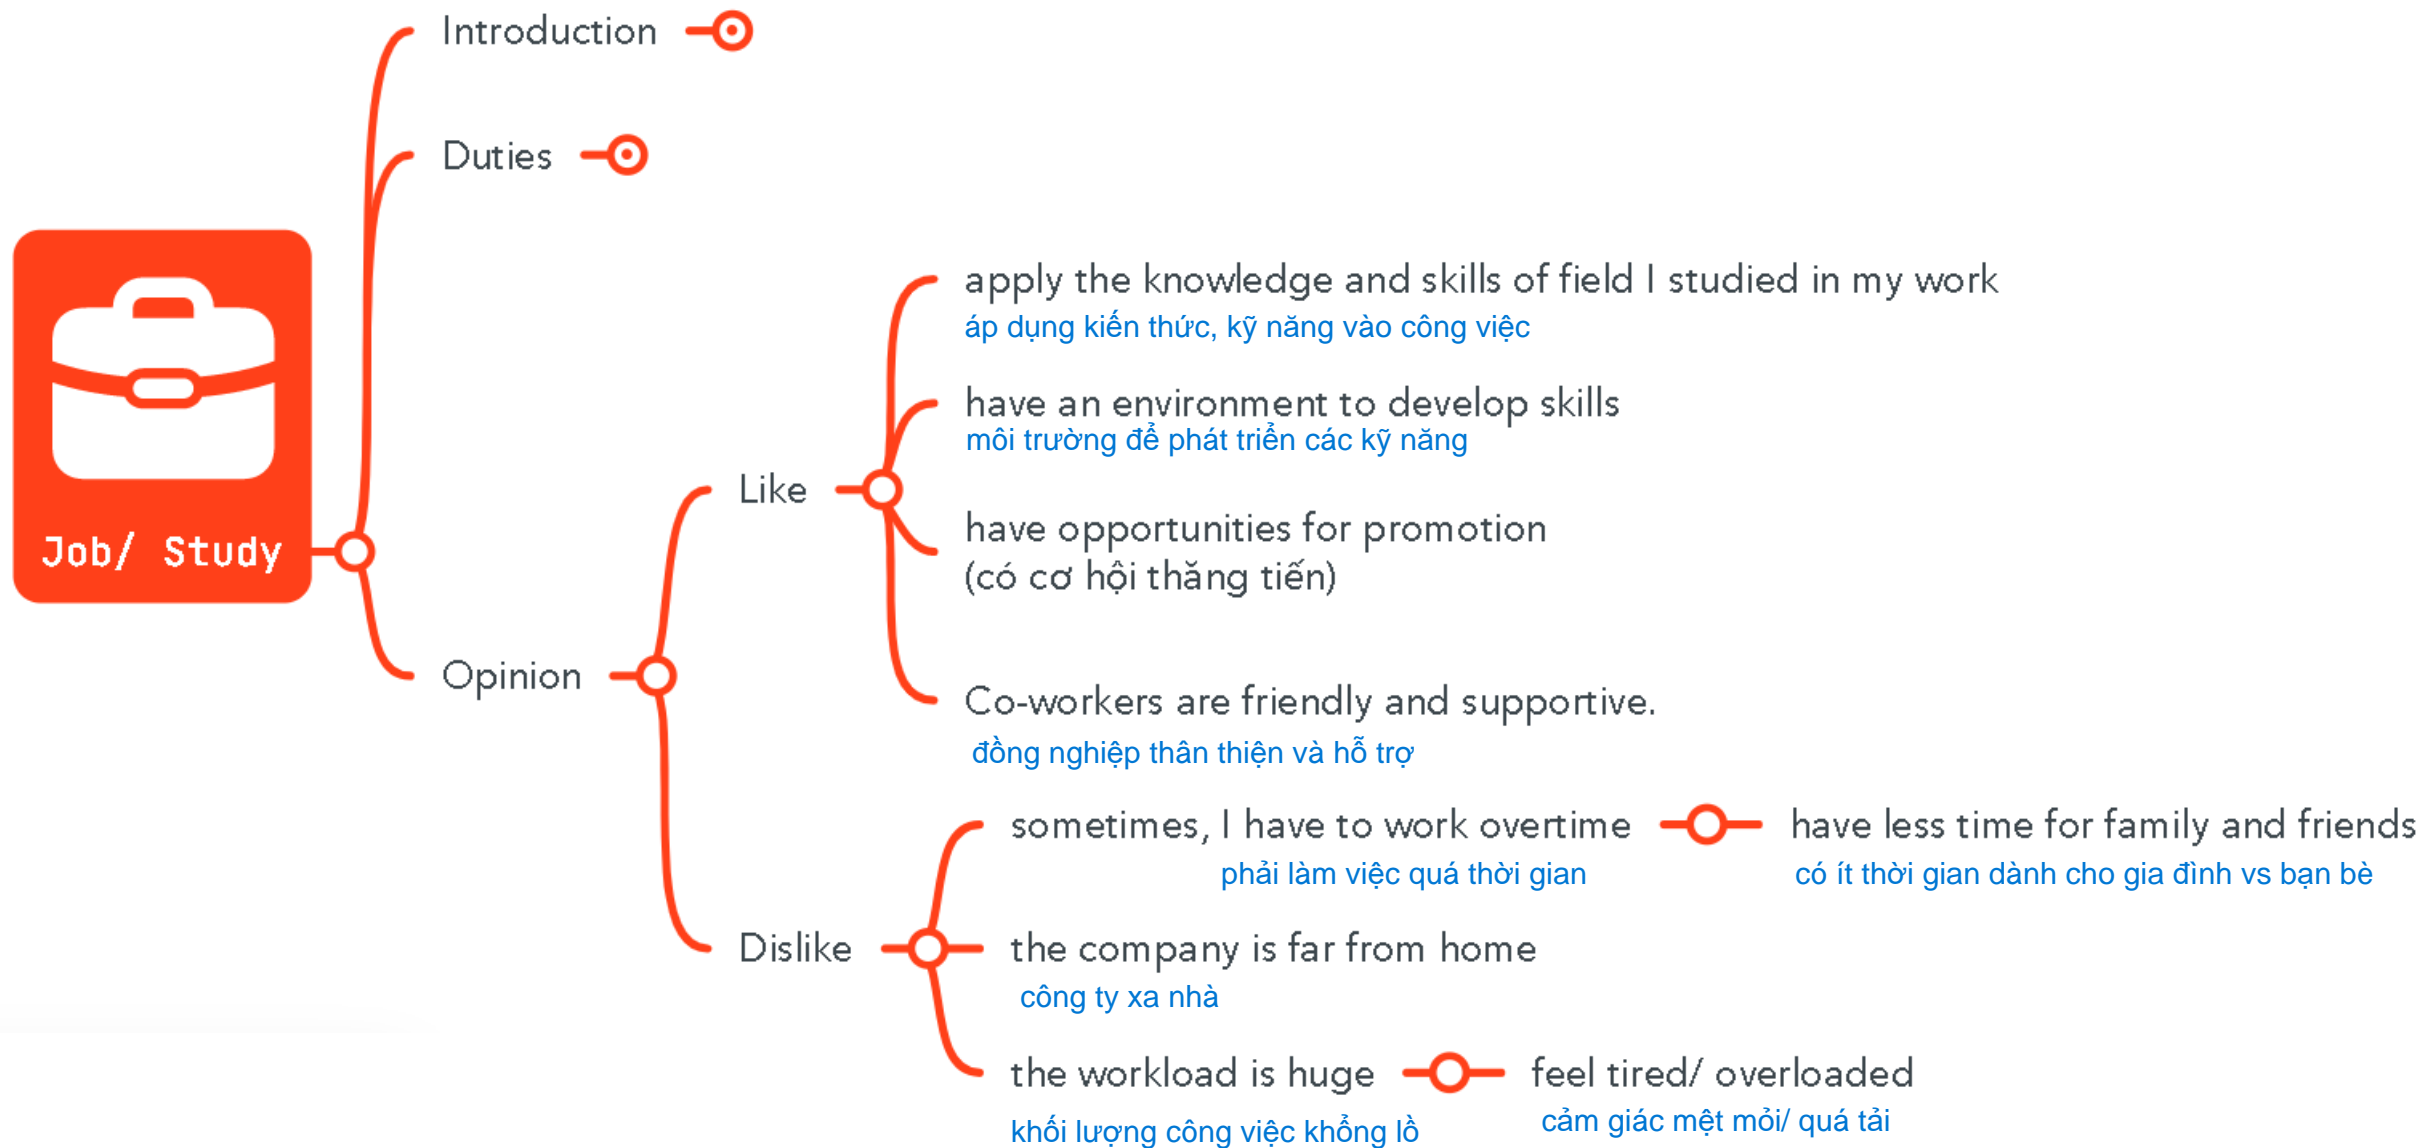 Introduction
Duties
Job/ Study
Opinion
Like
apply the knowledge and skills of field I studied in my work
áp dụng kiến thức, kỹ năng vào công việc
have an environment to develop skills
môi trường để phát triển các kỹ năng
have opportunities for promotion
(có cơ hội thăng tiến)
Co-workers are friendly and supportive.
đồng nghiệp thân thiện và hỗ trợ
Dislike
sometimes, I have to work overtime
phải làm việc quá thời gian
have less time for family and friends
có ít thời gian dành cho gia đình vs bạn bè
the company is far from home
công ty xa nhà
the workload is huge
khối lượng công việc khổng lồ
feel tired/ overloaded
cảm giác mệt mỏi/ quá tải